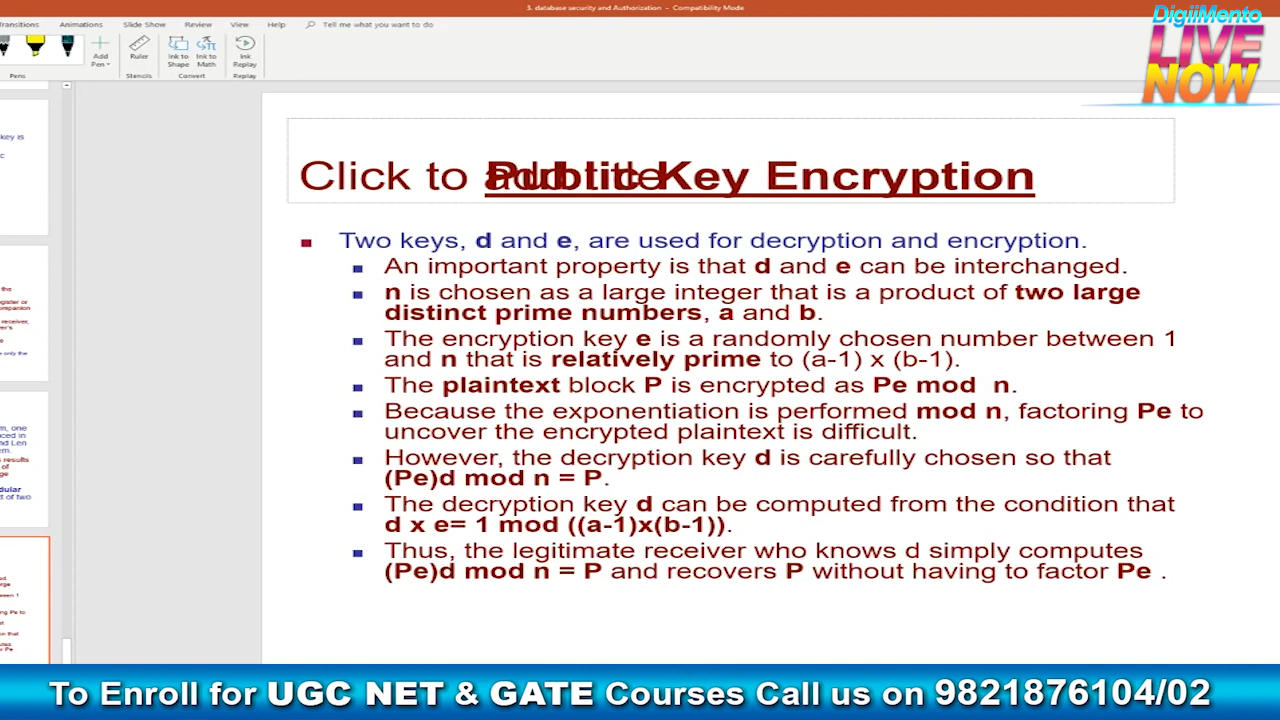 3. database security and Authorization - Compatibility Mode
DigiiMento
LIVE
NOW
Transitions Animations Slide Show Review View Help Tell me what you want to do
Add
Pen
Ruler
Ink to
Shape
Ink to
Math
Ink
Replay
Pens Stencils Convert Replay
Click to add title
Public Key Encryption
Two keys, d and e, are used for decryption and encryption.
An important property is that d and e can be interchanged.
n is chosen as a large integer that is a product of two large
distinct prime numbers, a and b.
The encryption key e is a randomly chosen number between 1
and n that is relatively prime to (a-1) x (b-1).
The plaintext block P is encrypted as Pe mod n.
Because the exponentiation is performed mod n, factoring Pe to
uncover the encrypted plaintext is difficult.
However, the decryption key d is carefully chosen so that
(Pe)d mod n = P.
The decryption key d can be computed from the condition that
d x e= 1 mod ((a-1)x(b-1)).
Thus, the legitimate receiver who knows d simply computes
(Pe)d mod n = P and recovers P without having to factor Pe .
To Enroll for UGC NET & GATE Courses Call us on 9821876104/02